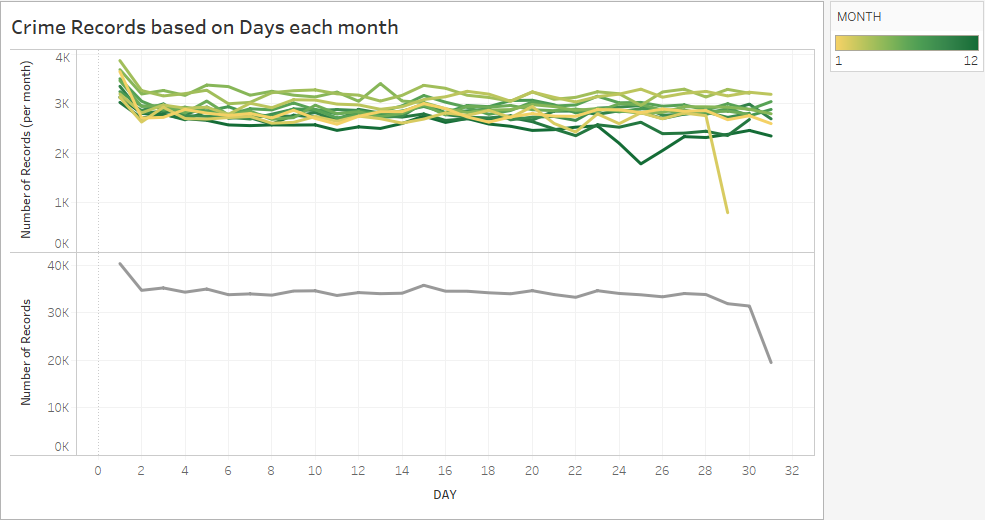 Crime Records based on Days each month
MONTH
1 12
Number of Records (per month)
4K
3K
2K
1K
0K
Number of Records
40K
30K
20K
10K
0K
0 2 4 6 8 10 12 14 16 18 20 22 24 26 28 30 32
DAY